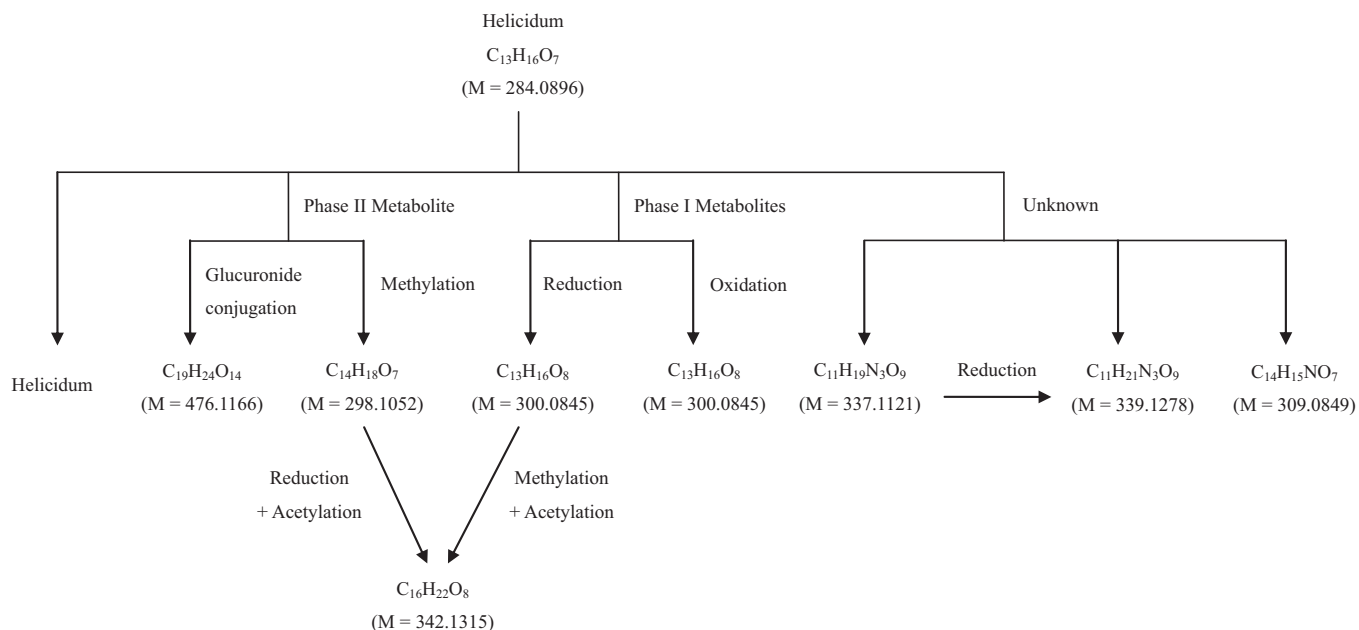 Helicidum
C₁₃H₁₆O₇
(M = 284.0896)
Phase II Metabolite
Phase I Metabolites
Unknown
Glucuronide
conjugation
Methylation
Reduction
Oxidation
Helicidum
C₁₉H₂₄O₁₄
(M = 476.1166)
C₁₄H₁₈O₇
(M = 298.1052)
C₁₃H₁₆O₈
(M = 300.0845)
C₁₃H₁₆O₈
(M = 300.0845)
C₁₁H₁₉N₃O₉
(M = 337.1121)
Reduction
C₁₁H₂₁N₃O₉
(M = 339.1278)
C₁₄H₁₅NO₇
(M = 309.0849)
Reduction
+ Acetylation
Methylation
+ Acetylation
C₁₆H₂₂O₈
(M = 342.1315)